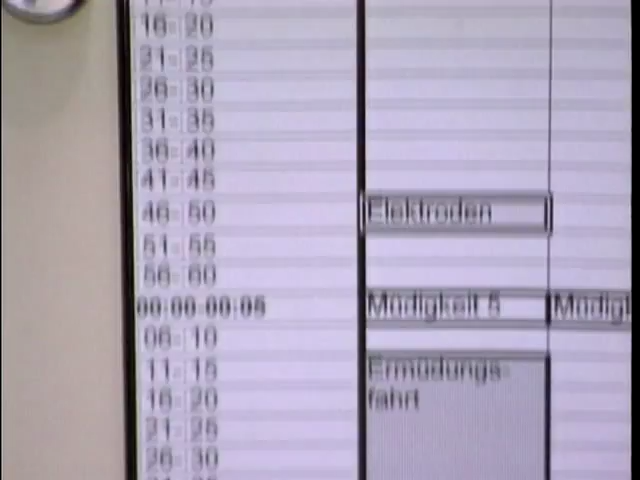 16 - 20
21 - 25
26 - 30
31 - 35
36 - 40
41 - 45
46 - 50 Elektroden
51 - 55
56 - 60
00:00-00:05 Müdigkeit 5 Müdigk
06 - 10
11 - 15 Ermüdungs-
16 - 20 fahrt
21 - 25
26 - 30